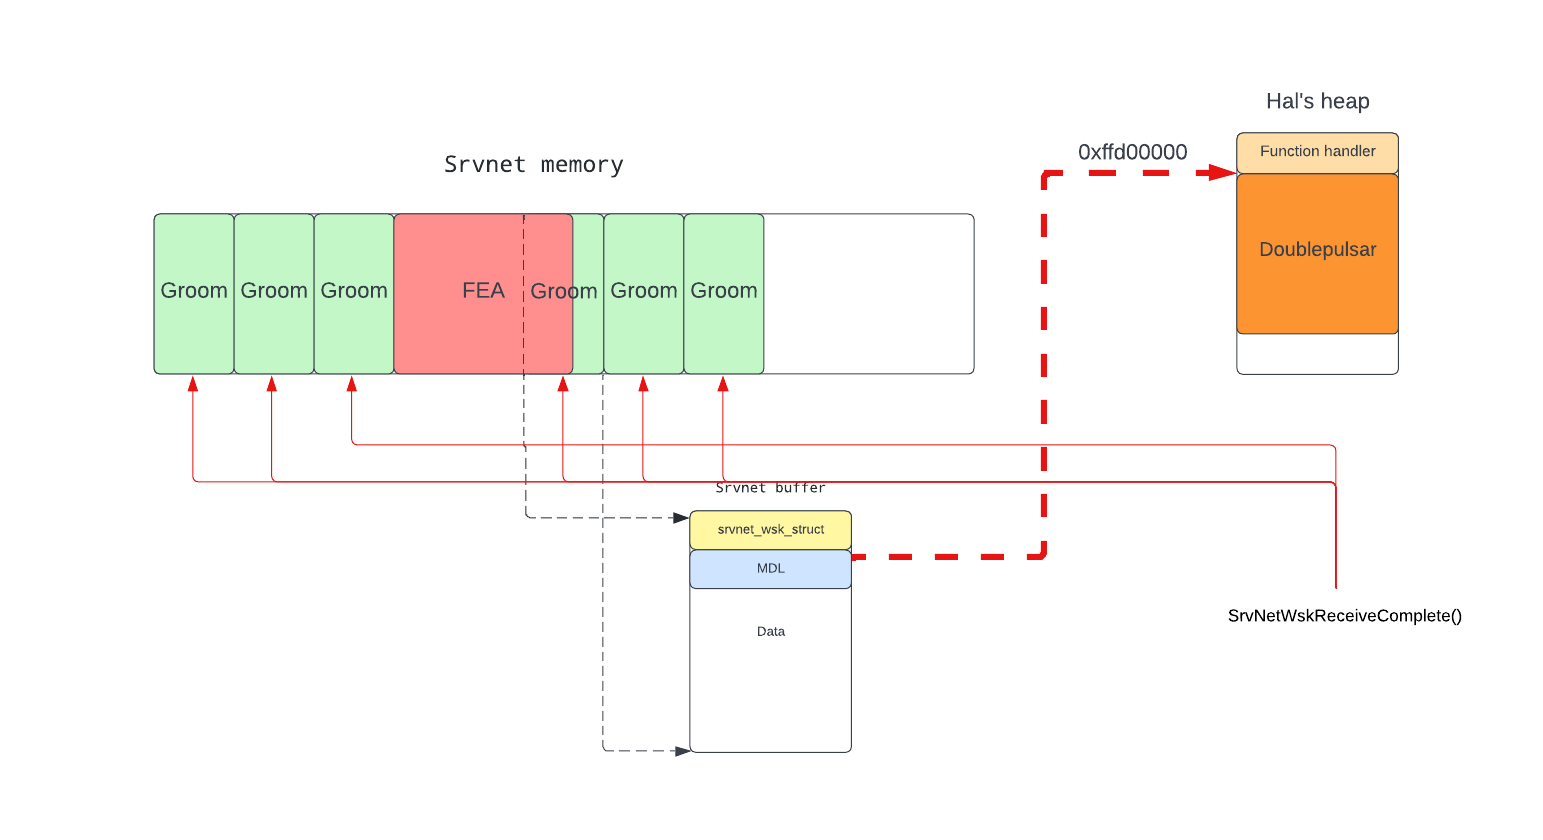 Hal's heap
0xffd00000
Function handler
Srvnet memory
Doublepulsar
Groom
Groom
Groom
FEA
Groom
Groom
Groom
Srvnet buffer
srvnet_wsk_struct
MDL
SrvNetWskReceiveComplete()
Data